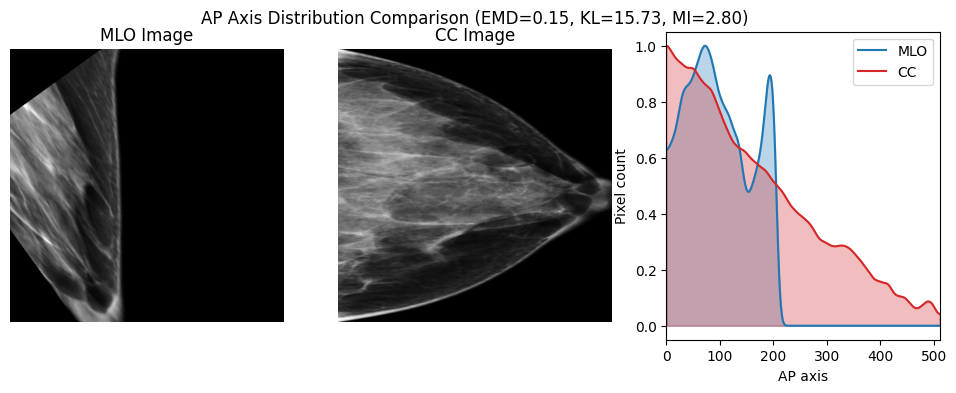 AP Axis Distribution Comparison (EMD=0.15, KL=15.73, MI=2.80)
MLO Image
CC Image
MLO
CC
Pixel count
1.0
0.8
0.6
0.4
0.2
0.0
0 100 200 300 400 500
AP axis